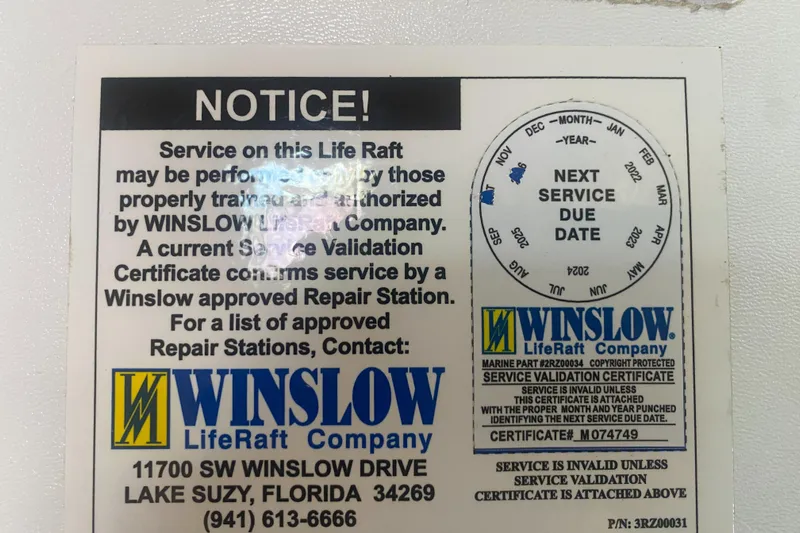 NOTICE!
Service on this Life Raft
may be by those
properly trained and authorized
by WINSLOW LifeRaft Company.
A current Service Validation
Certificate confirms service by a
Winslow approved Repair Station.
For a list of approved
Repair Stations, Contact:
WINSLOW
LifeRaft Company
11700 SW WINSLOW DRIVE
LAKE SUZY, FLORIDA 34269
(941) 613-6666
MONTH
JAN
FEB
MAR
APR
MAY
JUN
JUL
AUG
SEP
NOV
DEC
YEAR
2022
2023
2024
2025
NEXT
SERVICE
DUE
DATE
WINSLOW®
LifeRaft Company
MARINE PART #2RZ00034 COPYRIGHT PROTECTED
SERVICE VALIDATION CERTIFICATE
SERVICE IS INVALID UNLESS
THIS CERTIFICATE IS ATTACHED
WITH THE PROPER MONTH AND YEAR PUNCHED
IDENTIFYING THE NEXT SERVICE DUE DATE.
CERTIFICATE# M074749
SERVICE IS INVALID UNLESS
SERVICE VALIDATION
CERTIFICATE IS ATTACHED ABOVE
P/N: 3RZ00031